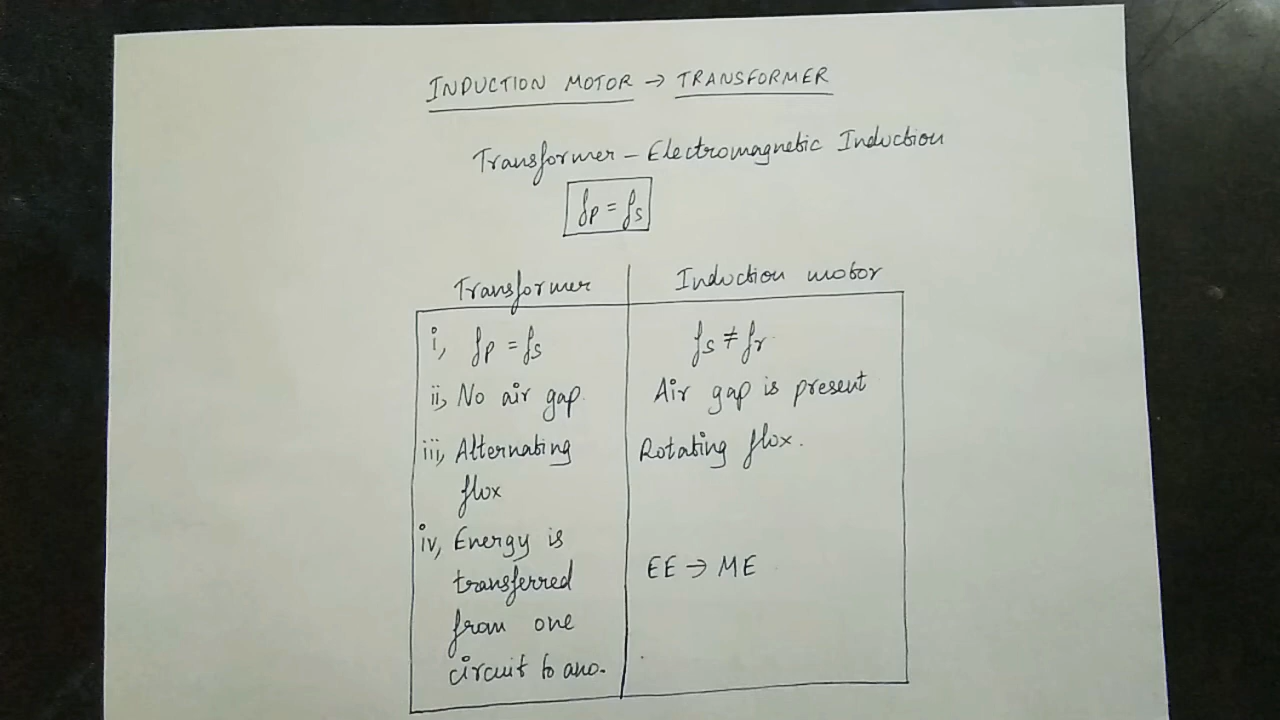 INDUCTION MOTOR → TRANSFORMER
Transformer – Electromagnetic Induction
fp = fs
Transformer Induction motor
i, fp = fs fs ≠ fr
ii, No air gap. Air gap is present
iii, Alternating Rotating flux.
flux
iv, Energy is
transferred EE → ME
from one
circuit to ano.